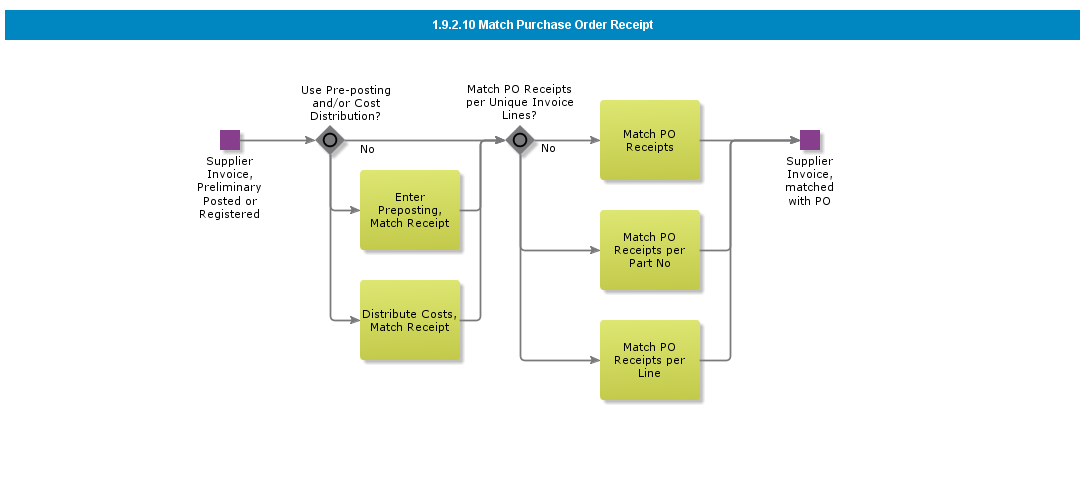 1.9.2.10 Match Purchase Order Receipt
Use Pre-posting
and/or Cost
Distribution?
Match PO Receipts
per Unique Invoice
Lines?
No
No
Supplier
Invoice,
Preliminary
Posted or
Registered
Enter
Preposting,
Match Receipt
Distribute Costs,
Match Receipt
Match PO
Receipts
Match PO
Receipts per
Part No
Match PO
Receipts per
Line
Supplier
Invoice,
matched
with PO